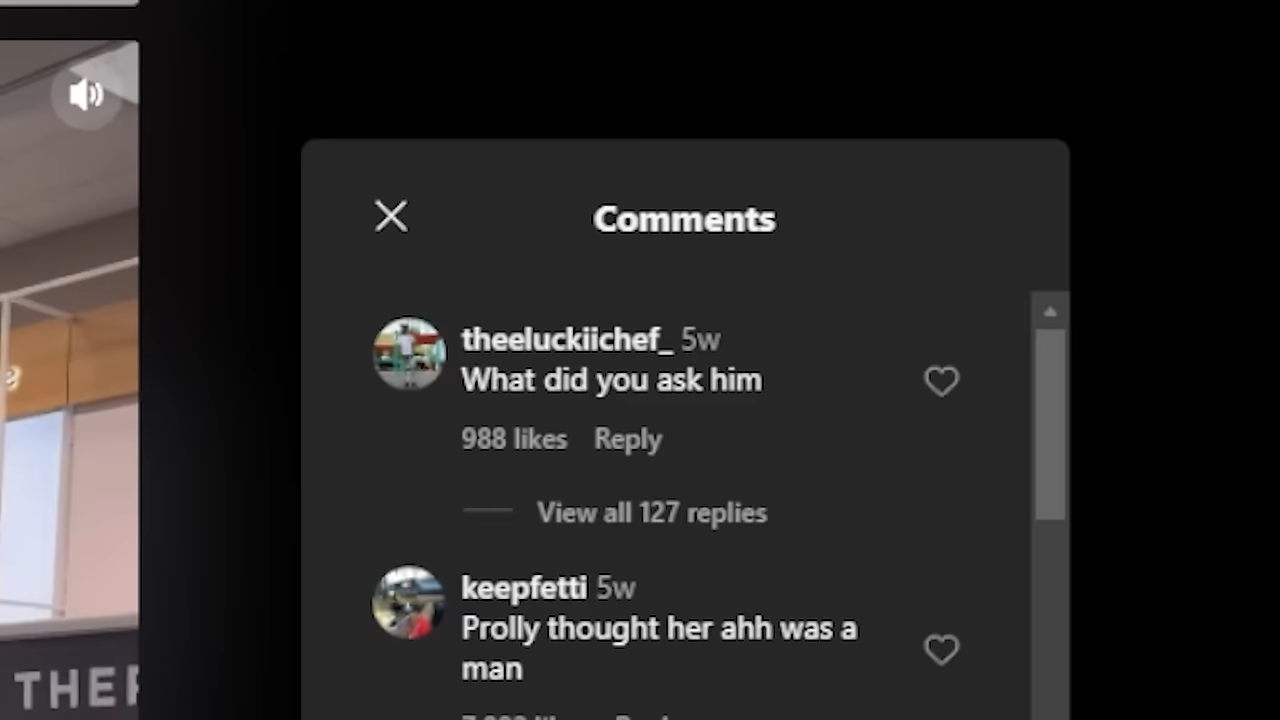 Comments
theeluckiichef_ 5w
What did you ask him
988 likes Reply
View all 127 replies
keepfetti 5w
Prolly thought her ahh was a
man